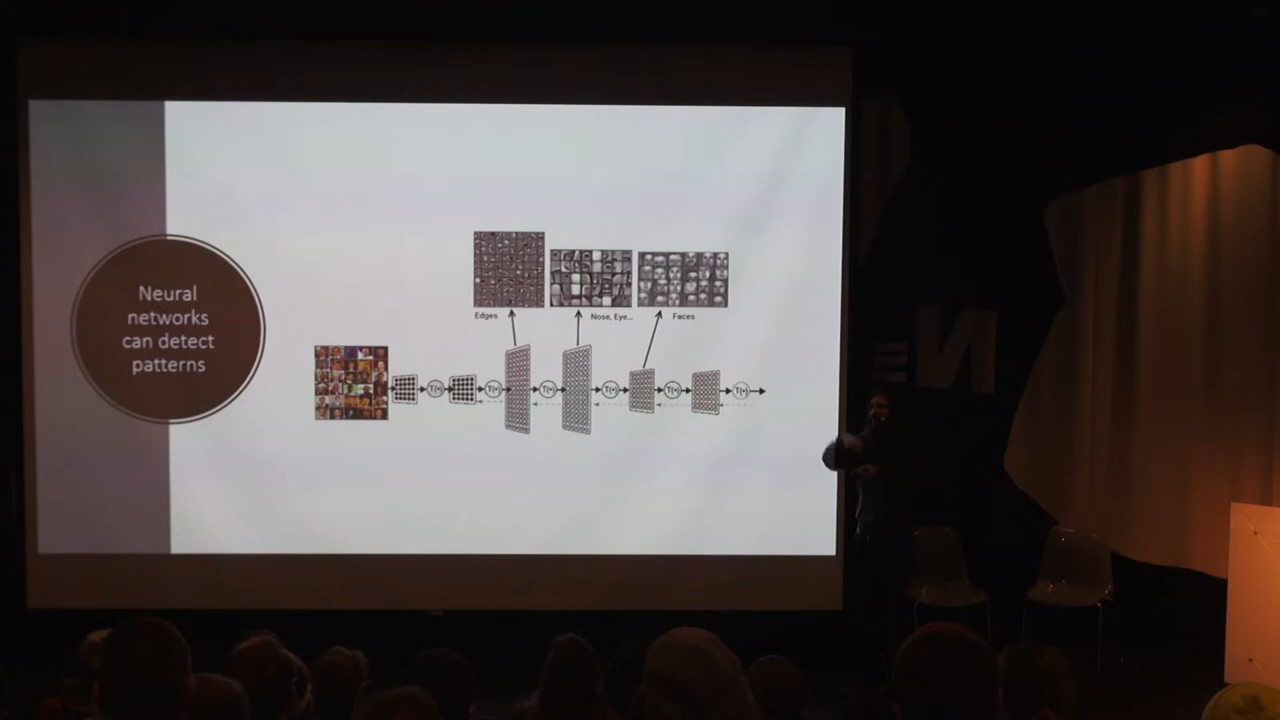 Neural
networks
can detect
patterns
Edges
Nose, Eye...
Faces
T(•)
T(•)
T(•)
T(•)
T(•)
T(•)